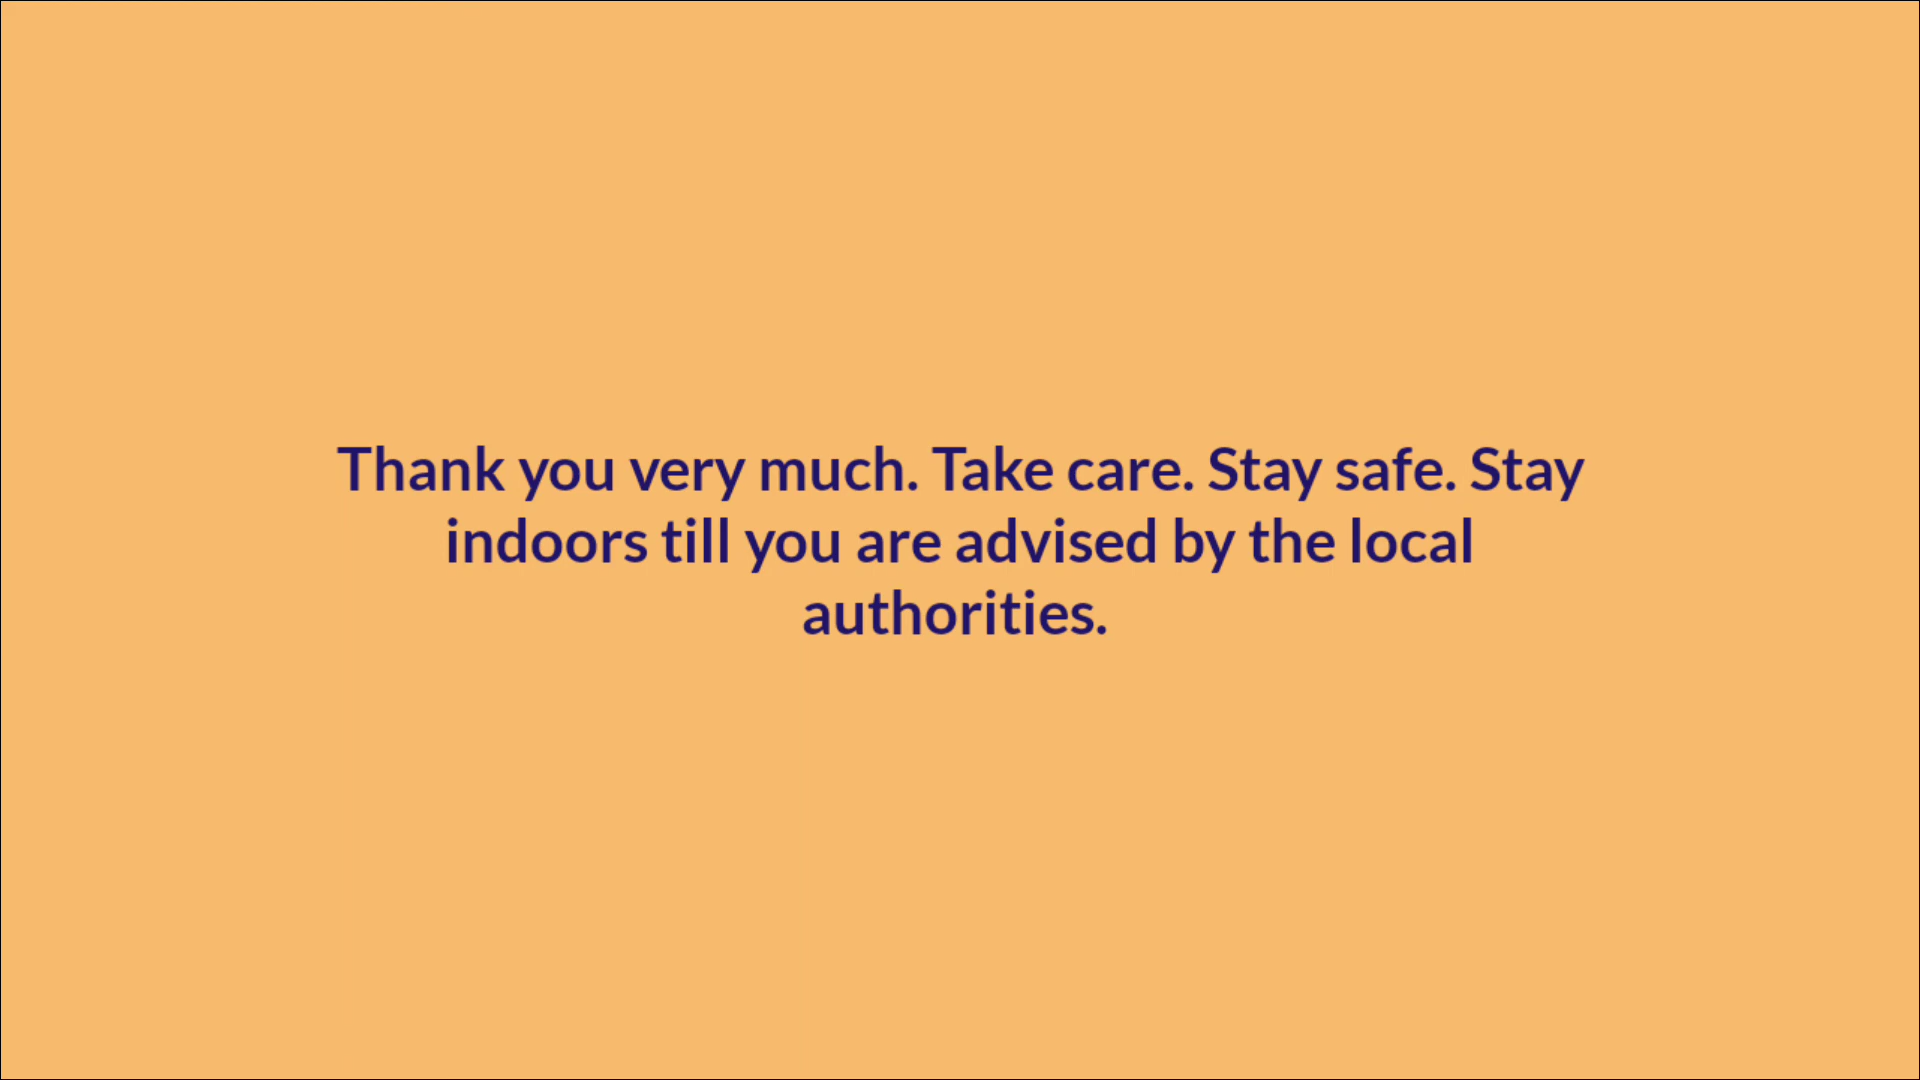 Thank you very much. Take care. Stay safe. Stay
indoors till you are advised by the local
authorities.